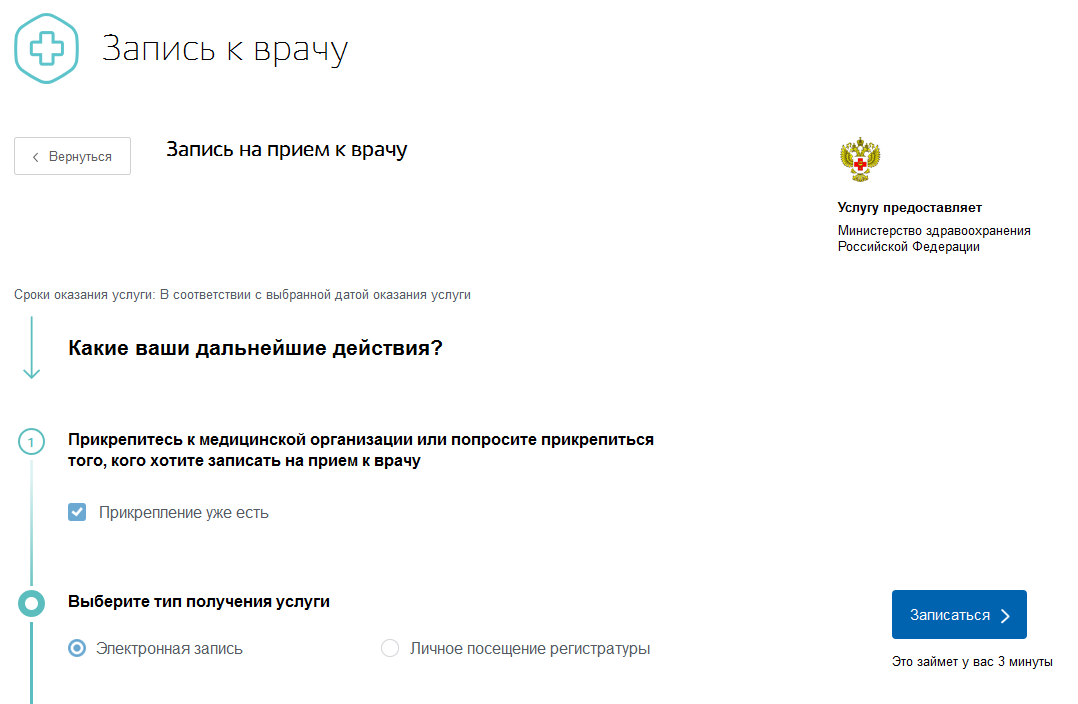 Запись к врачу
Вернуться
Запись на прием к врачу
Услугу предоставляет
Министерство здравоохранения
Российской Федерации
Сроки оказания услуги: В соответствии с выбранной датой оказания услуги
Какие ваши дальнейшие действия?
1
Прикрепитесь к медицинской организации или попросите прикрепиться
того, кого хотите записать на прием к врачу
Прикрепление уже есть
Выберите тип получения услуги
Электронная запись
Личное посещение регистратуры
Записаться
Это займет у вас 3 минуты